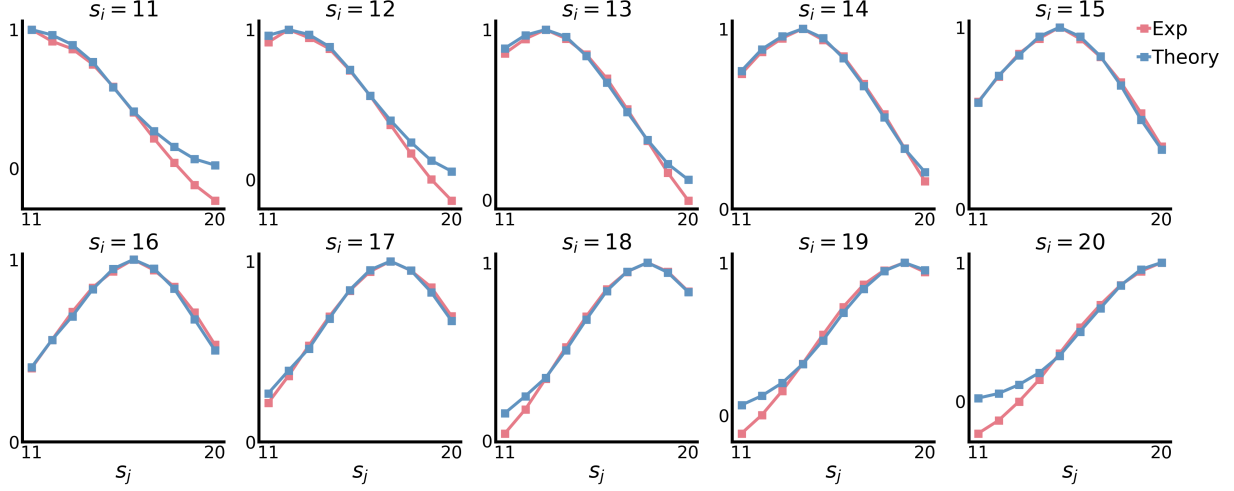 s_i = 11
s_i = 12
s_i = 13
s_i = 14
s_i = 15
1
0
11
20
1
0
11
20
1
0
11
20
1
0
11
20
1
0
11
20
Exp
Theory
s_i = 16
s_i = 17
s_i = 18
s_i = 19
s_i = 20
1
0
11
20
s_j
1
0
11
20
s_j
1
0
11
20
s_j
1
0
11
20
s_j
1
0
11
20
s_j